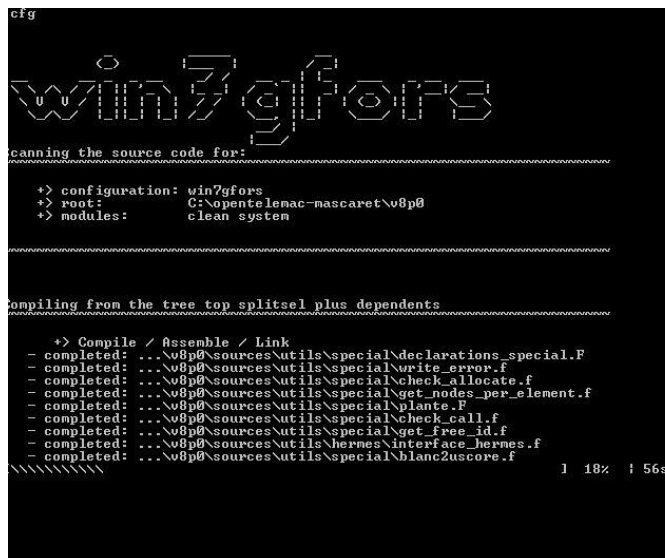 cfg
win7gfors
Scanning the source code for:
~~~~~~~~~~~~~~~~~~~~~~~~~~~~~~~~~~~~~~~~~~~~~~~~~~~~~~~~~~~~~~~~~~~~~~~~
+> configuration: win7gfors
+> root: C:\opentelemac-mascaret\v8p0
+> modules: clean system
~~~~~~~~~~~~~~~~~~~~~~~~~~~~~~~~~~~~~~~~~~~~~~~~~~~~~~~~~~~~~~~~~~~~~~~~
Compiling from the tree top splitsel plus dependents
~~~~~~~~~~~~~~~~~~~~~~~~~~~~~~~~~~~~~~~~~~~~~~~~~~~~~~~~~~~~~~~~~~~~~~~~
+> Compile / Assemble / Link
- completed: ...\v8p0\sources\utils\special\declarations_special.F
- completed: ...\v8p0\sources\utils\special\write_error.f
- completed: ...\v8p0\sources\utils\special\check_allocate.f
- completed: ...\v8p0\sources\utils\special\get_nodes_per_element.f
- completed: ...\v8p0\sources\utils\special\plante.F
- completed: ...\v8p0\sources\utils\special\check_call.f
- completed: ...\v8p0\sources\utils\special\get_free_id.f
- completed: ...\v8p0\sources\utils\hermes\interface_hermes.f
- completed: ...\v8p0\sources\utils\special\blanc2uscore.f
[\\\\\\\\\\\ ] 18% | 56s